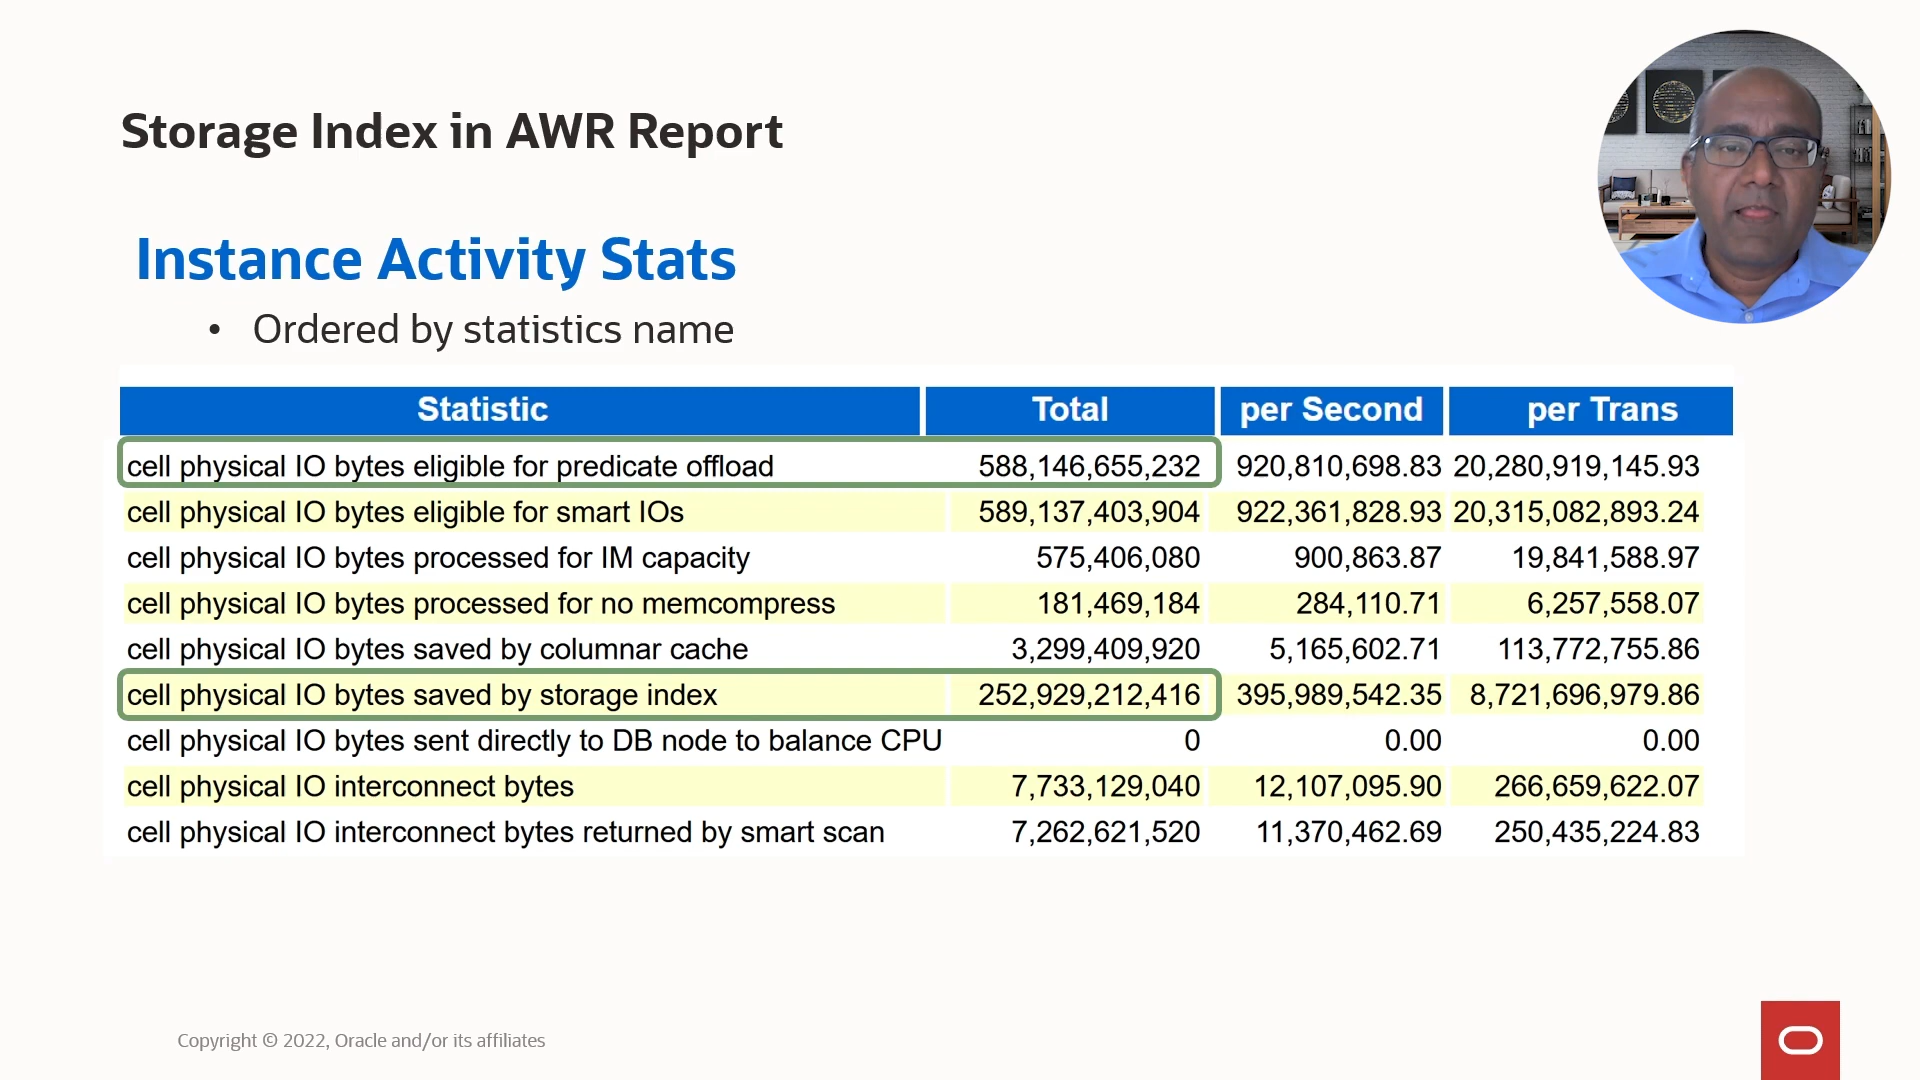 Storage Index in AWR Report
Instance Activity Stats
• Ordered by statistics name
Statistic Total per Second per Trans
cell physical IO bytes eligible for predicate offload 588,146,655,232 920,810,698.83 20,280,919,145.93
cell physical IO bytes eligible for smart IOs 589,137,403,904 922,361,828.93 20,315,082,893.24
cell physical IO bytes processed for IM capacity 575,406,080 900,863.87 19,841,588.97
cell physical IO bytes processed for no memcompress 181,469,184 284,110.71 6,257,558.07
cell physical IO bytes saved by columnar cache 3,299,409,920 5,165,602.71 113,772,755.86
cell physical IO bytes saved by storage index 252,929,212,416 395,989,542.35 8,721,696,979.86
cell physical IO bytes sent directly to DB node to balance CPU 0 0.00 0.00
cell physical IO interconnect bytes 7,733,129,040 12,107,095.90 266,659,622.07
cell physical IO interconnect bytes returned by smart scan 7,262,621,520 11,370,462.69 250,435,224.83
Copyright © 2022, Oracle and/or its affiliates